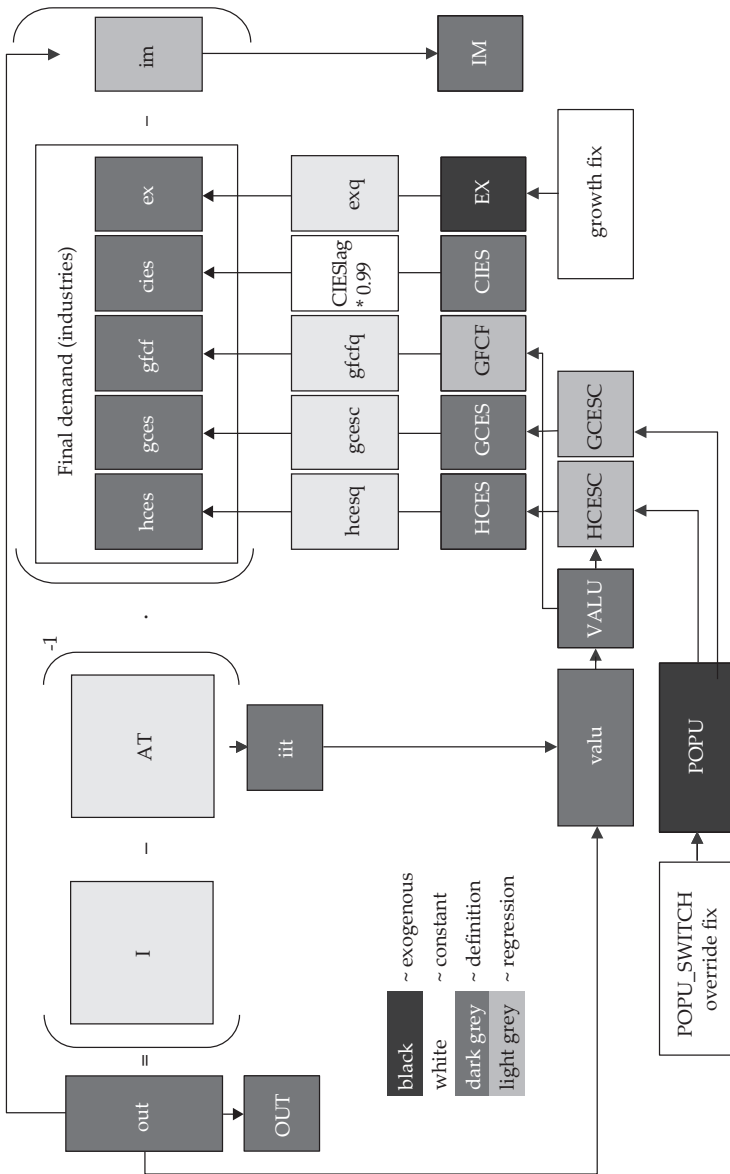 out
=
I
–
AT
-1
.
Final demand (industries)
hces
gces
gfcf
cies
ex
–
im
OUT
iit
hcesq
gcesc
gfcfq
CIESlag
* 0.99
exq
HCES
GCES
GFCF
CIES
EX
IM
valu
VALU
HCESC
GCESC
growth fix
black ~ exogenous
white ~ constant
dark grey ~ definition
light grey ~ regression
POPU_SWITCH
override fix
POPU